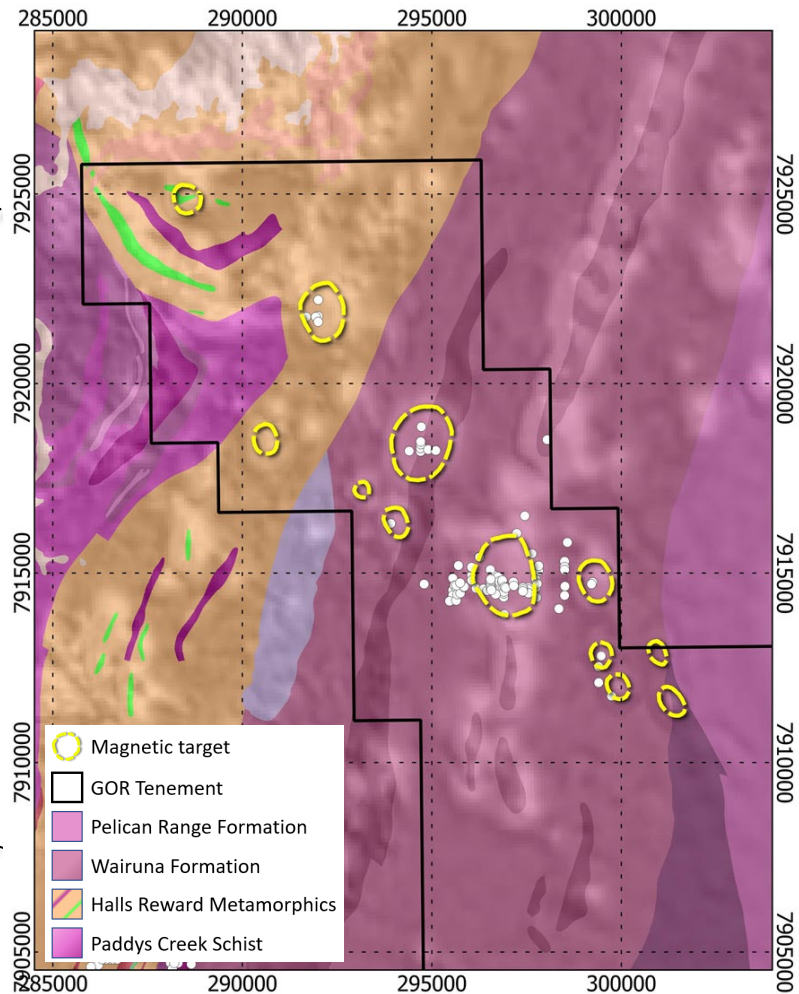 285000 290000 295000 300000
7925000 7925000
7920000 7920000
7915000 7915000
7910000 7910000
7905000 7905000
Magnetic target
GOR Tenement
Pelican Range Formation
Wairuna Formation
Halls Reward Metamorphics
Paddys Creek Schist
285000 290000 295000 300000